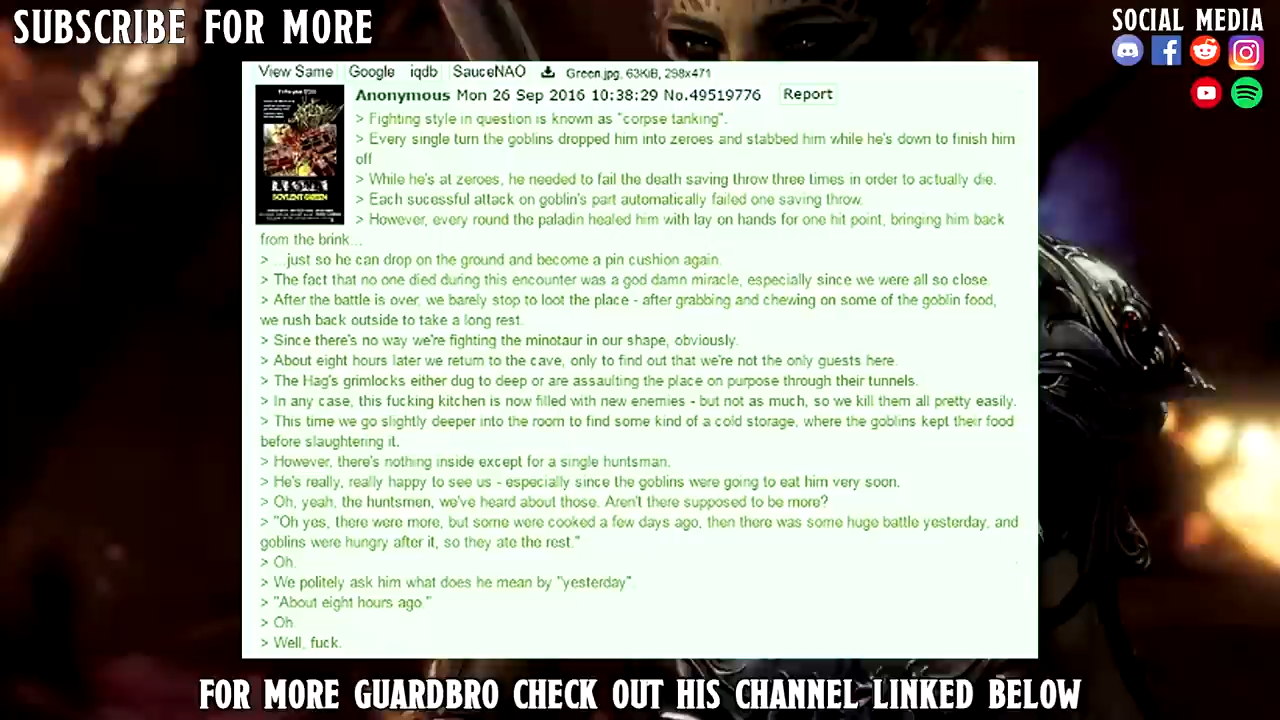 SUBSCRIBE FOR MORE
SOCIAL MEDIA
View Same Google iqdb SauceNAO Green.jpg, 63KiB, 298x471
Anonymous Mon 26 Sep 2016 10:38:29 No.49519776 Report
> Fighting style in question is known as "corpse tanking".
> Every single turn the goblins dropped him into zeroes and stabbed him while he's down to finish him
off
> While he's at zeroes, he needed to fail the death saving throw three times in order to actually die.
> Each sucessful attack on goblin's part automatically failed one saving throw.
> However, every round the paladin healed him with lay on hands for one hit point, bringing him back
from the brink...
> ...just so he can drop on the ground and become a pin cushion again.
> The fact that no one died during this encounter was a god damn miracle, especially since we were all so close.
> After the battle is over, we barely stop to loot the place - after grabbing and chewing on some of the goblin food,
we rush back outside to take a long rest.
> Since there's no way we're fighting the minotaur in our shape, obviously.
> About eight hours later we return to the cave, only to find out that we're not the only guests here.
> The Hag's grimlocks either dug to deep or are assaulting the place on purpose through their tunnels.
> In any case, this fucking kitchen is now filled with new enemies - but not as much, so we kill them all pretty easily.
> This time we go slightly deeper into the room to find some kind of a cold storage, where the goblins kept their food
before slaughtering it.
> However, there's nothing inside except for a single huntsman.
> He's really, really happy to see us - especially since the goblins were going to eat him very soon.
> Oh, yeah, the huntsmen, we've heard about those. Aren't there supposed to be more?
> "Oh yes, there were more, but some were cooked a few days ago, then there was some huge battle yesterday, and
goblins were hungry after it, so they ate the rest."
> Oh.
> We politely ask him what does he mean by "yesterday".
> "About eight hours ago."
> Oh
> Well, fuck.
SOYLENT GREEN
FOR MORE GUARDBRO CHECK OUT HIS CHANNEL LINKED BELOW